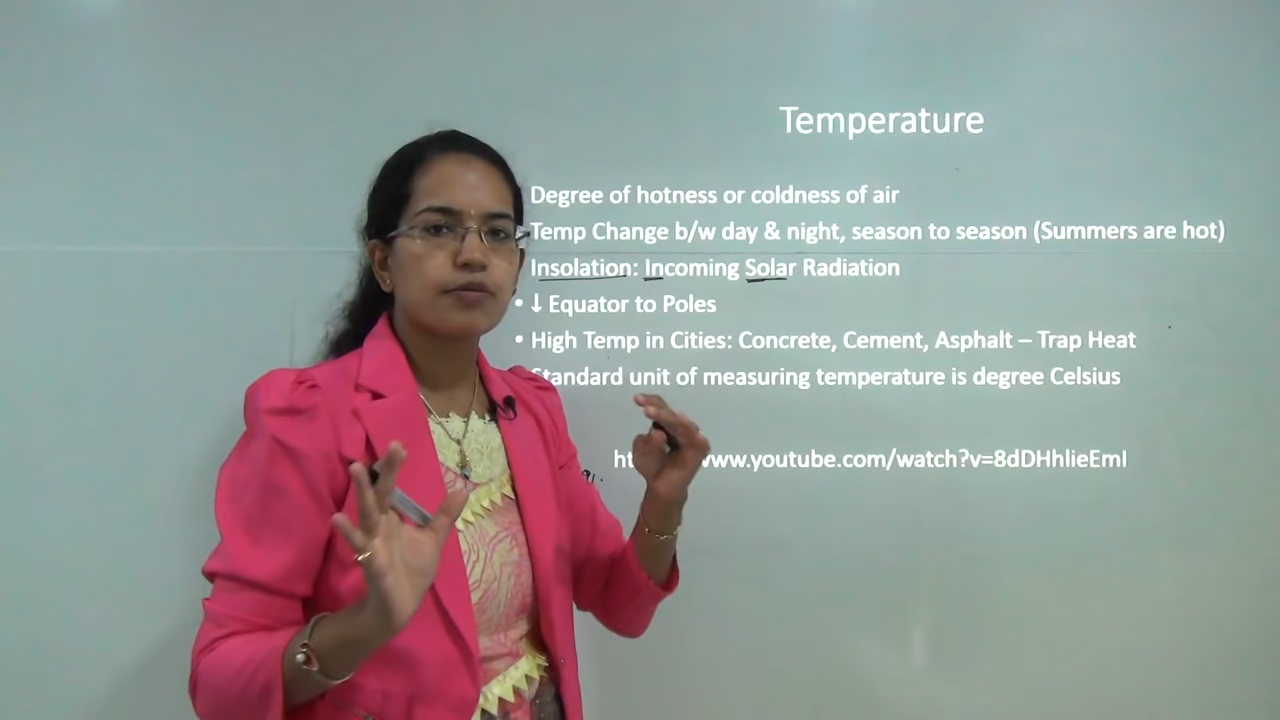 Temperature
Degree of hotness or coldness of air
Temp Change b/w day & night, season to season (Summers are hot)
Insolation: Incoming Solar Radiation
• ↓ Equator to Poles
• High Temp in Cities: Concrete, Cement, Asphalt – Trap Heat
Standard unit of measuring temperature is degree Celsius
www.youtube.com/watch?v=8dDHhlieEmI